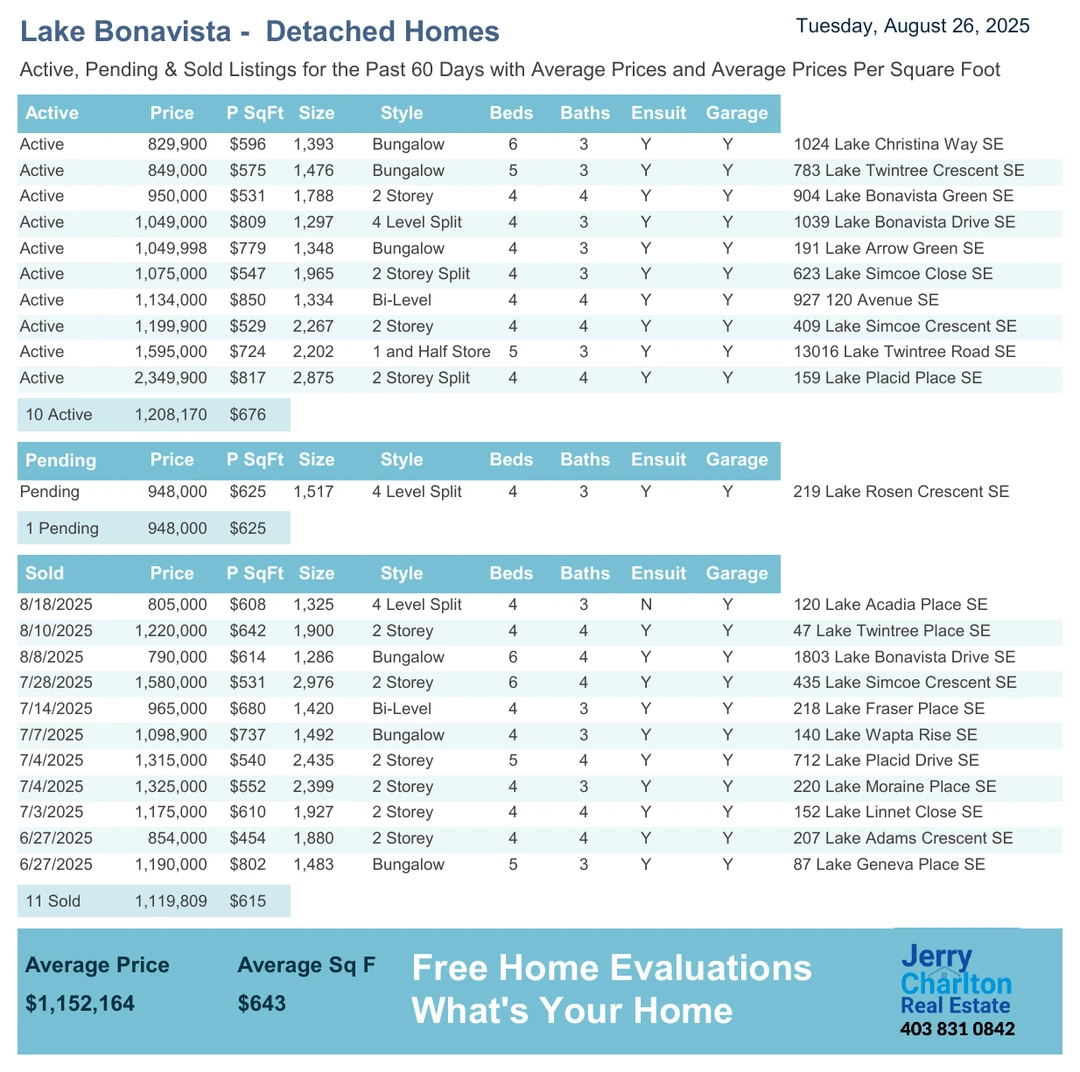 Lake Bonavista -  Detached Homes
Tuesday, August 26, 2025
Active, Pending & Sold Listings for the Past 60 Days with Average Prices and Average Prices Per Square Foot
Active Price P SqFt Size Style Beds Baths Ensuit Garage
Active 829,900 $596 1,393 Bungalow 6 3 Y Y 1024 Lake Christina Way SE
Active 849,000 $575 1,476 Bungalow 5 3 Y Y 783 Lake Twintree Crescent SE
Active 950,000 $531 1,788 2 Storey 4 4 Y Y 904 Lake Bonavista Green SE
Active 1,049,000 $809 1,297 4 Level Split 4 3 Y Y 1039 Lake Bonavista Drive SE
Active 1,049,998 $779 1,348 Bungalow 4 3 Y Y 191 Lake Arrow Green SE
Active 1,075,000 $547 1,965 2 Storey Split 4 3 Y Y 623 Lake Simcoe Close SE
Active 1,134,000 $850 1,334 Bi-Level 4 4 Y Y 927 120 Avenue SE
Active 1,199,900 $529 2,267 2 Storey 4 4 Y Y 409 Lake Simcoe Crescent SE
Active 1,595,000 $724 2,202 1 and Half Store 5 3 Y Y 13016 Lake Twintree Road SE
Active 2,349,900 $817 2,875 2 Storey Split 4 4 Y Y 159 Lake Placid Place SE
10 Active 1,208,170 $676
Pending Price P SqFt Size Style Beds Baths Ensuit Garage
Pending 948,000 $625 1,517 4 Level Split 4 3 Y Y 219 Lake Rosen Crescent SE
1 Pending 948,000 $625
Sold Price P SqFt Size Style Beds Baths Ensuit Garage
8/18/2025 805,000 $608 1,325 4 Level Split 4 3 N Y 120 Lake Acadia Place SE
8/10/2025 1,220,000 $642 1,900 2 Storey 4 4 Y Y 47 Lake Twintree Place SE
8/8/2025 790,000 $614 1,286 Bungalow 6 4 Y Y 1803 Lake Bonavista Drive SE
7/28/2025 1,580,000 $531 2,976 2 Storey 6 4 Y Y 435 Lake Simcoe Crescent SE
7/14/2025 965,000 $680 1,420 Bi-Level 4 3 Y Y 218 Lake Fraser Place SE
7/7/2025 1,098,900 $737 1,492 Bungalow 4 3 Y Y 140 Lake Wapta Rise SE
7/4/2025 1,315,000 $540 2,435 2 Storey 5 4 Y Y 712 Lake Placid Drive SE
7/4/2025 1,325,000 $552 2,399 2 Storey 4 3 Y Y 220 Lake Moraine Place SE
7/3/2025 1,175,000 $610 1,927 2 Storey 4 4 Y Y 152 Lake Linnet Close SE
6/27/2025 854,000 $454 1,880 2 Storey 4 4 Y Y 207 Lake Adams Crescent SE
6/27/2025 1,190,000 $802 1,483 Bungalow 5 3 Y Y 87 Lake Geneva Place SE
11 Sold 1,119,809 $615
Average Price Average Sq F
$1,152,164 $643
Free Home Evaluations
What's Your Home
Jerry
Charlton
Real Estate
403 831 0842